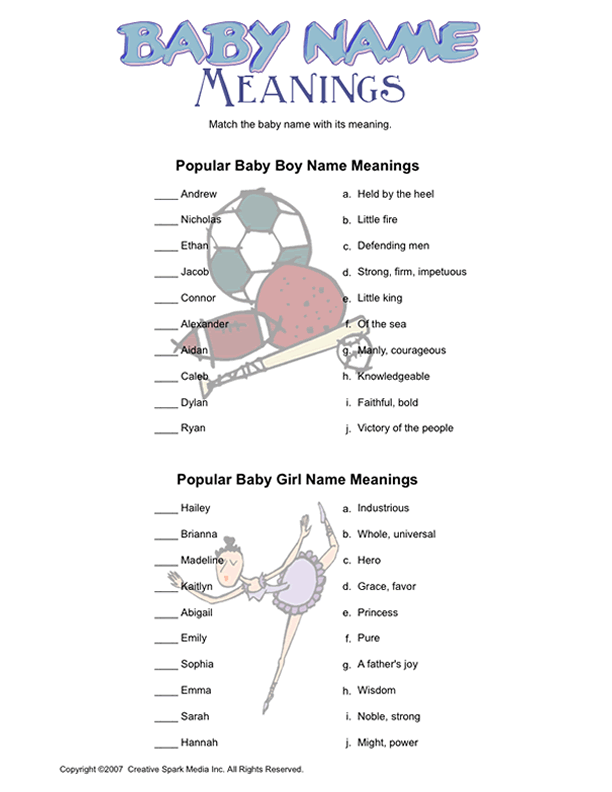 BABY NAME
MEANINGS
Match the baby name with its meaning.
Popular Baby Boy Name Meanings
____ Andrew a. Held by the heel
____ Nicholas b. Little fire
____ Ethan c. Defending men
____ Jacob d. Strong, firm, impetuous
____ Connor e. Little king
____ Alexander f. Of the sea
____ Aidan g. Manly, courageous
____ Caleb h. Knowledgeable
____ Dylan i. Faithful, bold
____ Ryan j. Victory of the people
Popular Baby Girl Name Meanings
____ Hailey a. Industrious
____ Brianna b. Whole, universal
____ Madeline c. Hero
____ Kaitlyn d. Grace, favor
____ Abigail e. Princess
____ Emily f. Pure
____ Sophia g. A father's joy
____ Emma h. Wisdom
____ Sarah i. Noble, strong
____ Hannah j. Might, power
Copyright ©2007 Creative Spark Media Inc. All Rights Reserved.